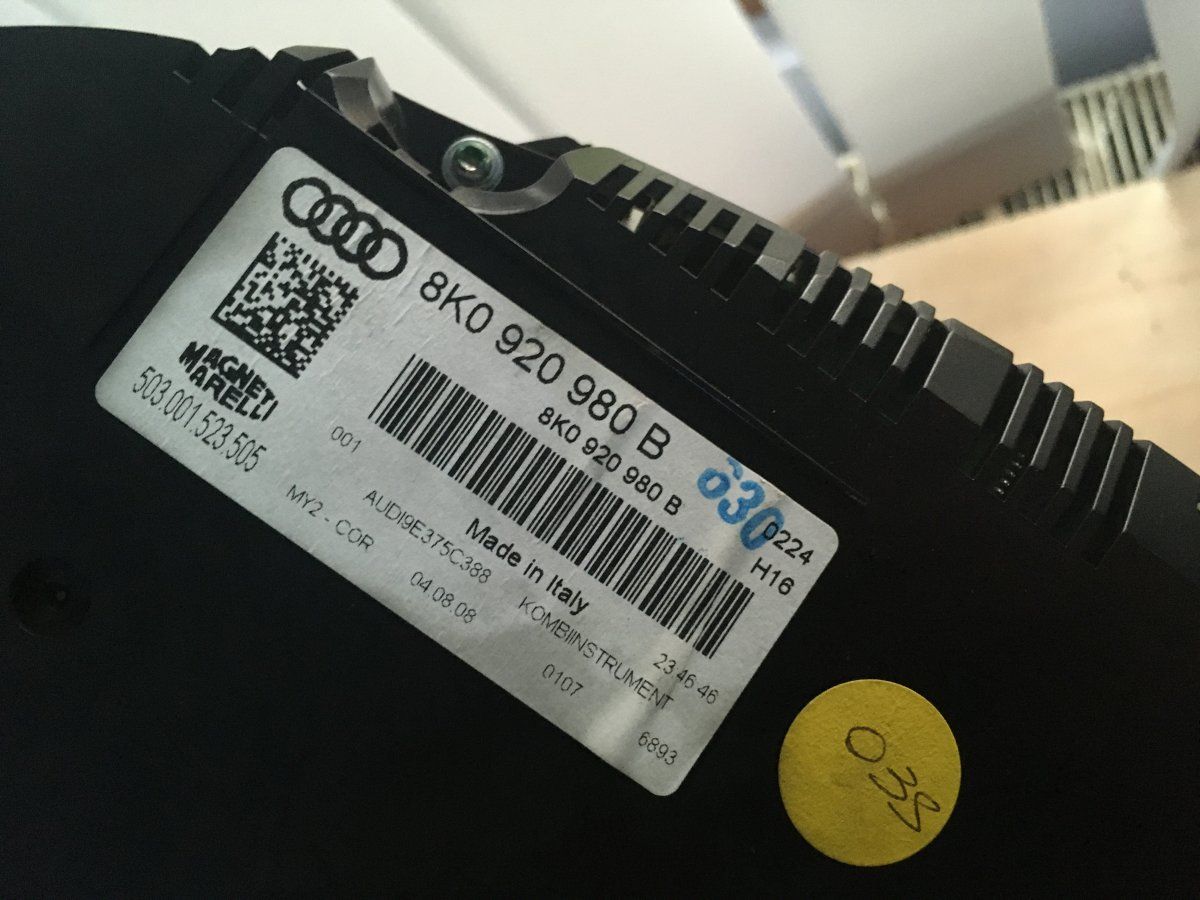 8K0 920 980 B
8K0 920 980 B
630
0224
H16
MAGNETI
MARELLI
503.001.523.505
001
Made in Italy
23 46 46
AUDI9E375C388
KOMBIINSTRUMENT
MY2 - COR
04.08.08
0107
6893